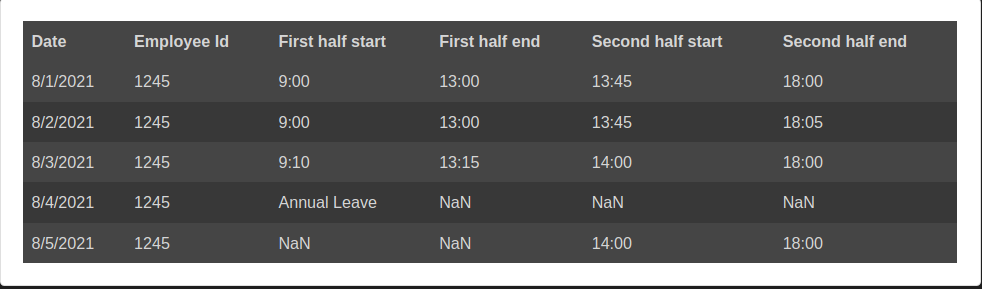 Date Employee Id First half start First half end Second half start Second half end
8/1/2021 1245 9:00 13:00 13:45 18:00
8/2/2021 1245 9:00 13:00 13:45 18:05
8/3/2021 1245 9:10 13:15 14:00 18:00
8/4/2021 1245 Annual Leave NaN NaN NaN
8/5/2021 1245 NaN NaN 14:00 18:00